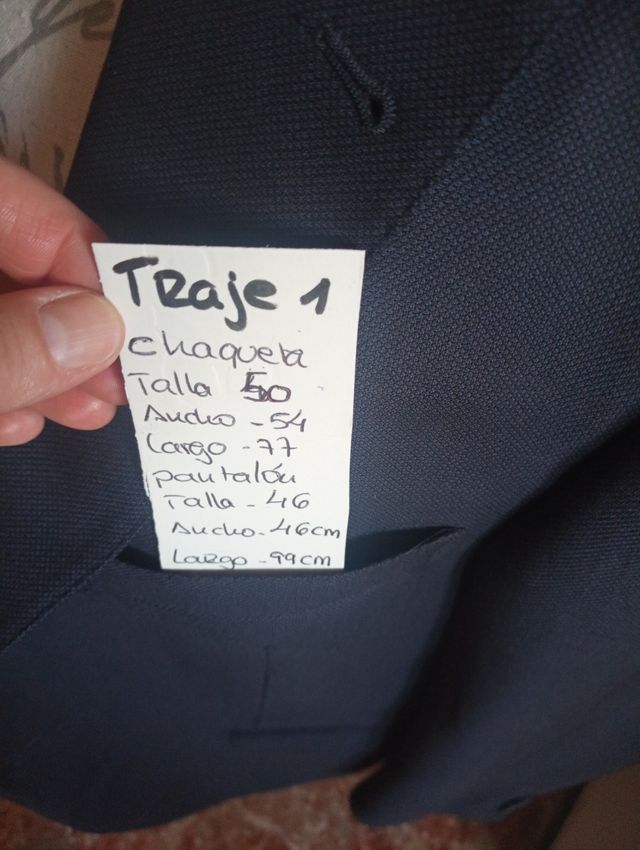 Traje 1
chaqueta
Talla 50
Ancho - 54
Largo - 77
pantalón
Talla - 46
Ancho - 46cm
Largo - 99cm